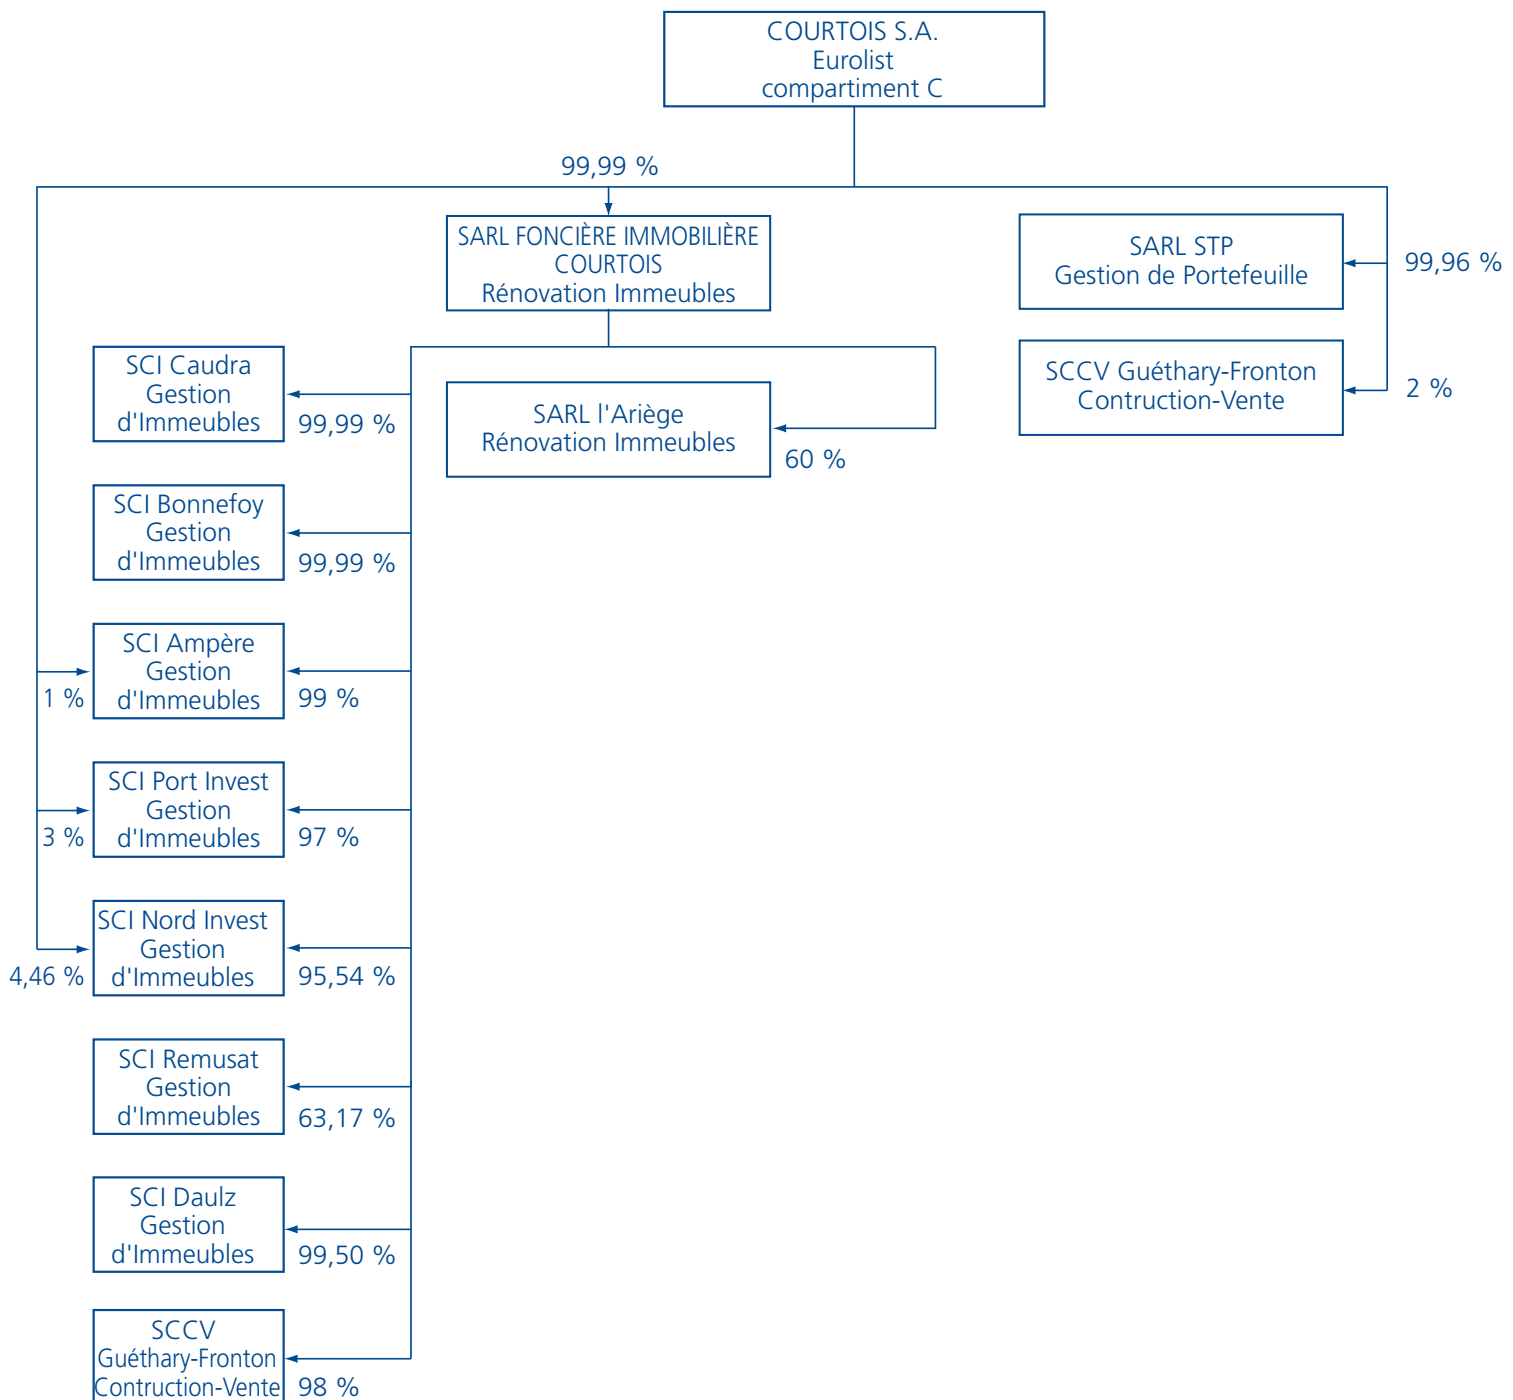 COURTOIS S.A.
Eurolist
compartiment C
99,99 %
SARL FONCIÈRE IMMOBILIÈRE
COURTOIS
Rénovation Immeubles
SARL STP
Gestion de Portefeuille
99,96 %
SCCV Guéthary-Fronton
Contruction-Vente
2 %
SARL l'Ariège
Rénovation Immeubles
60 %
SCI Caudra
Gestion
d'Immeubles
99,99 %
SCI Bonnefoy
Gestion
d'Immeubles
99,99 %
SCI Ampère
Gestion
d'Immeubles
1 %
99 %
SCI Port Invest
Gestion
d'Immeubles
3 %
97 %
SCI Nord Invest
Gestion
d'Immeubles
4,46 %
95,54 %
SCI Remusat
Gestion
d'Immeubles
63,17 %
SCI Daulz
Gestion
d'Immeubles
99,50 %
SCCV
Guéthary-Fronton
Contruction-Vente
98 %